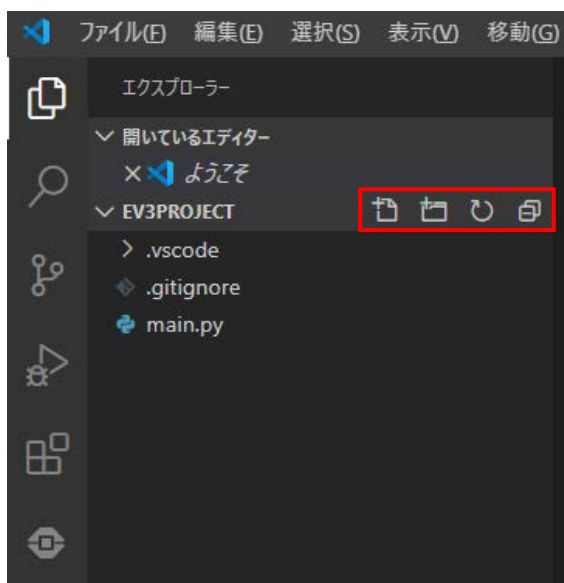 ファイル(F) 編集(E) 選択(S) 表示(V) 移動(G)
エクスプローラー
開いているエディター
ようこそ
EV3PROJECT
.vscode
.gitignore
main.py